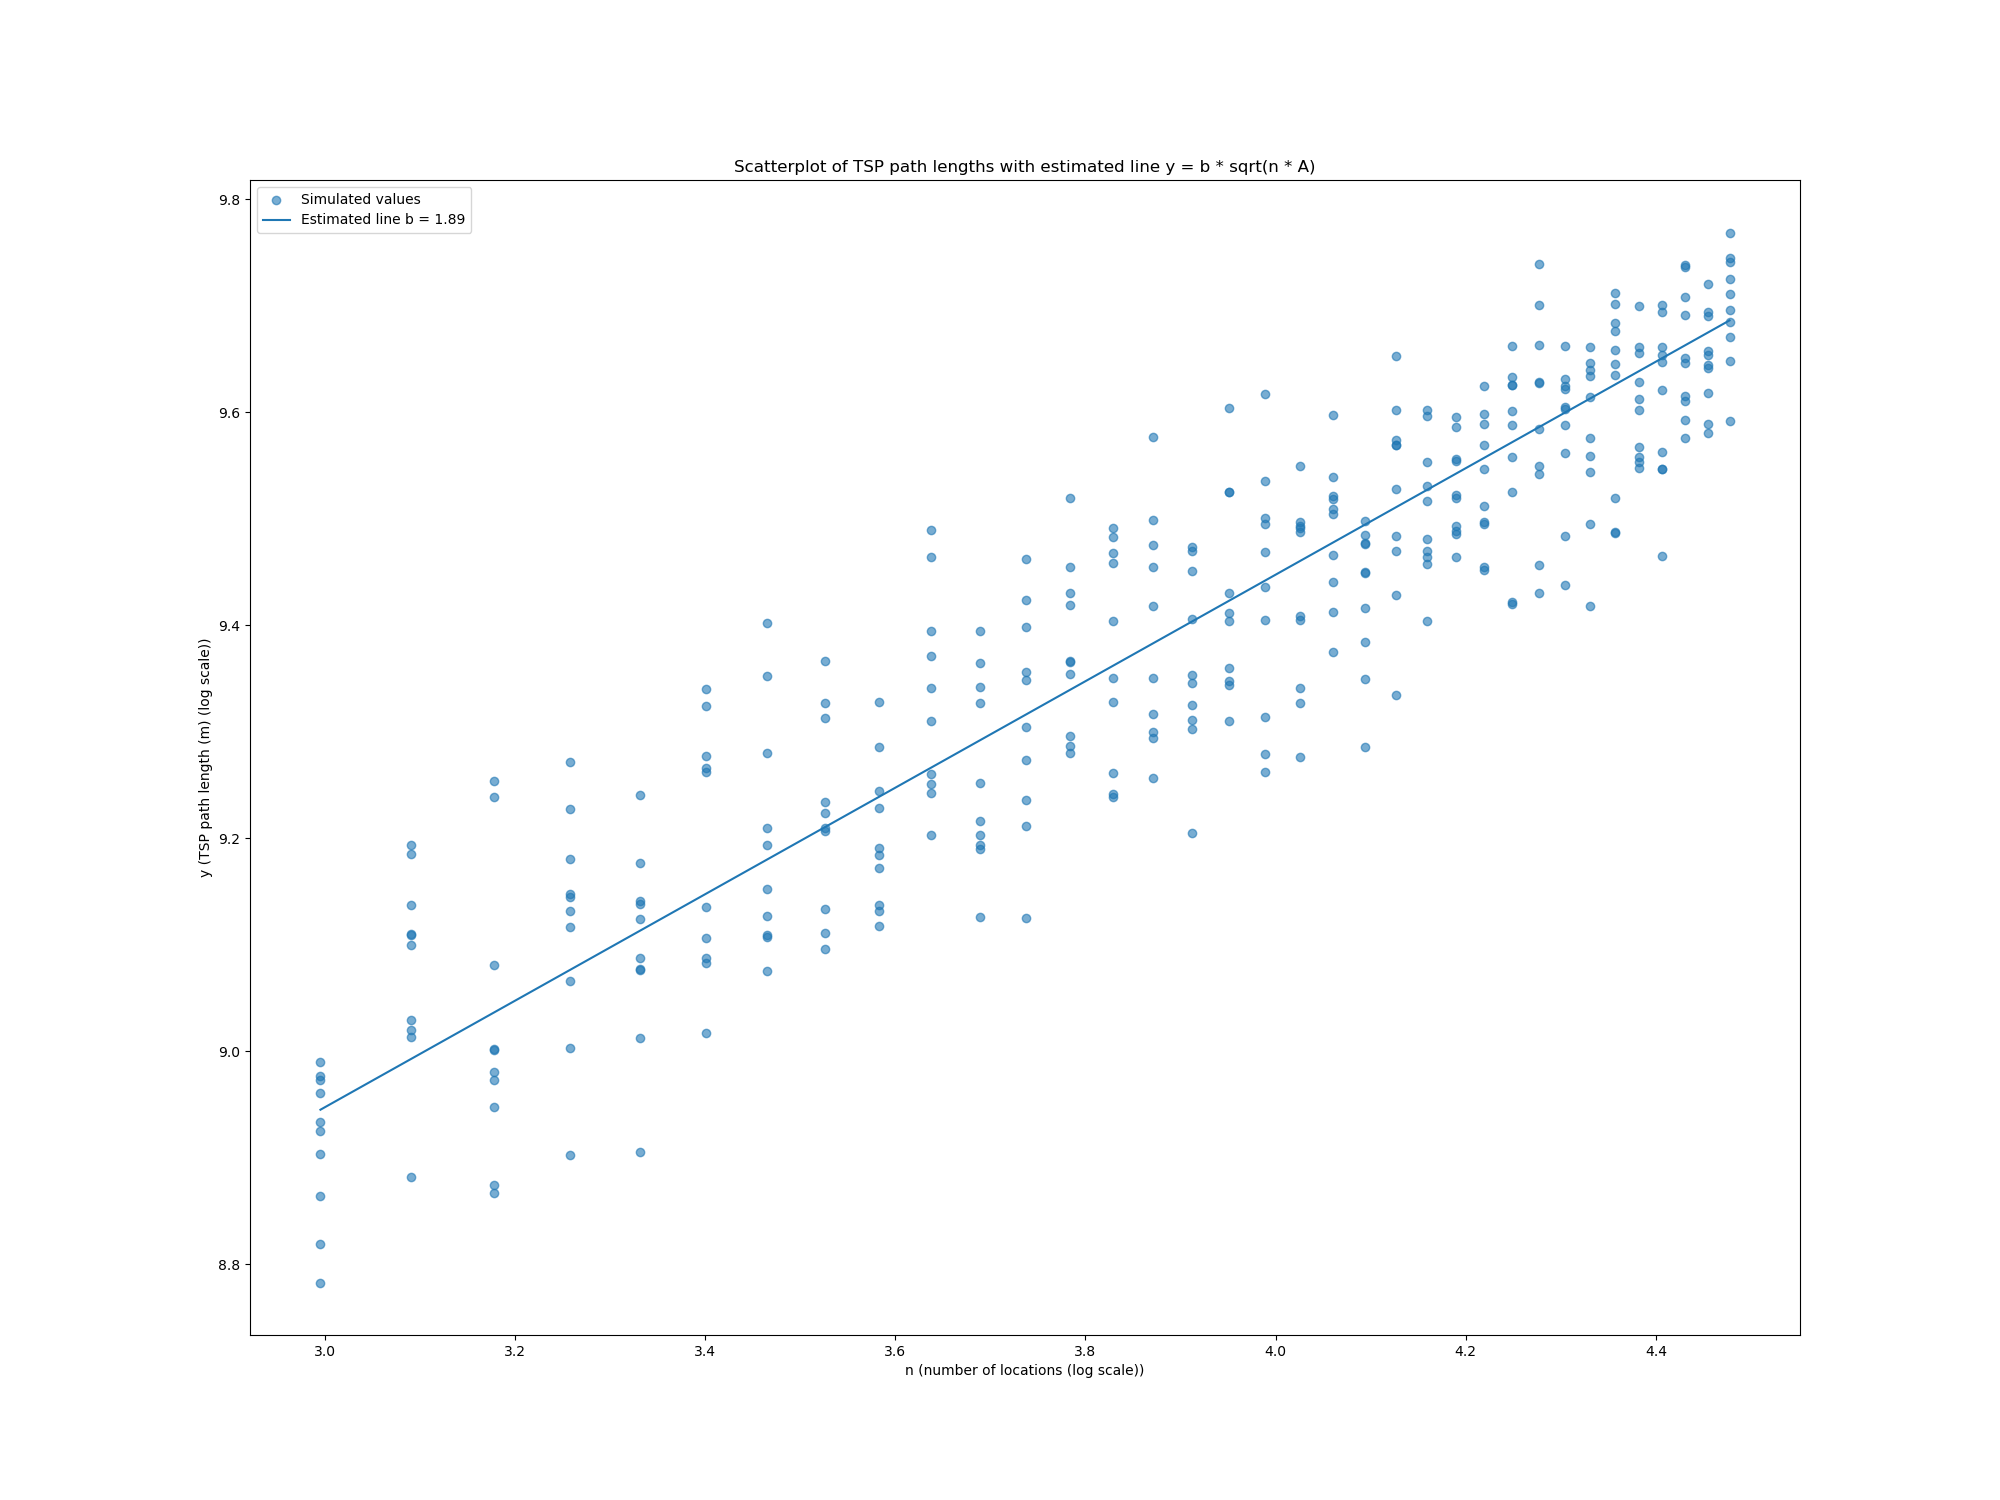 Scatterplot of TSP path lengths with estimated line y = b * sqrt(n * A)
Simulated values
Estimated line b = 1.89
y (TSP path length (m) (log scale))
9.8
9.6
9.4
9.2
9.0
8.8
3.0 3.2 3.4 3.6 3.8 4.0 4.2 4.4
n (number of locations (log scale))